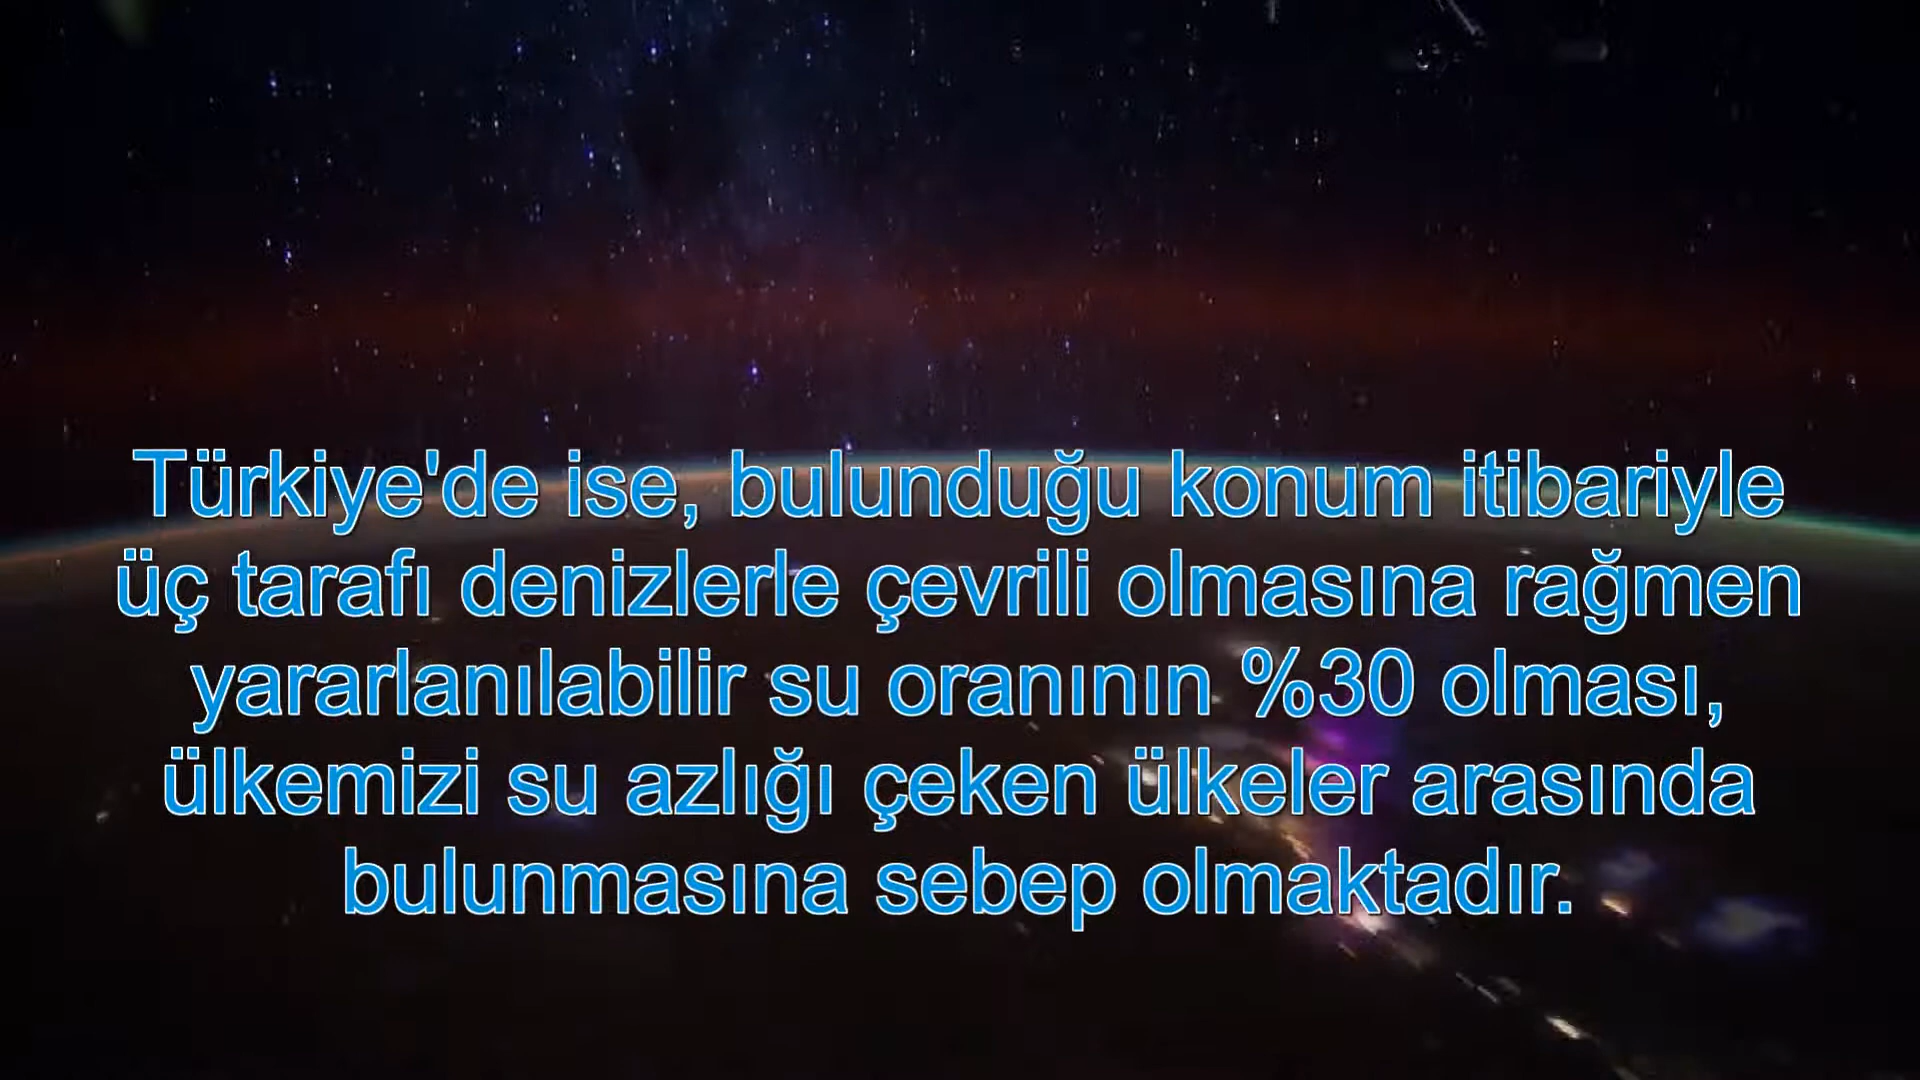 Türkiye'de ise, bulunduğu konum itibariyle
üç tarafı denizlerle çevrili olmasına rağmen
yararlanılabilir su oranının %30 olması,
ülkemizi su azlığı çeken ülkeler arasında
bulunmasına sebep olmaktadır.